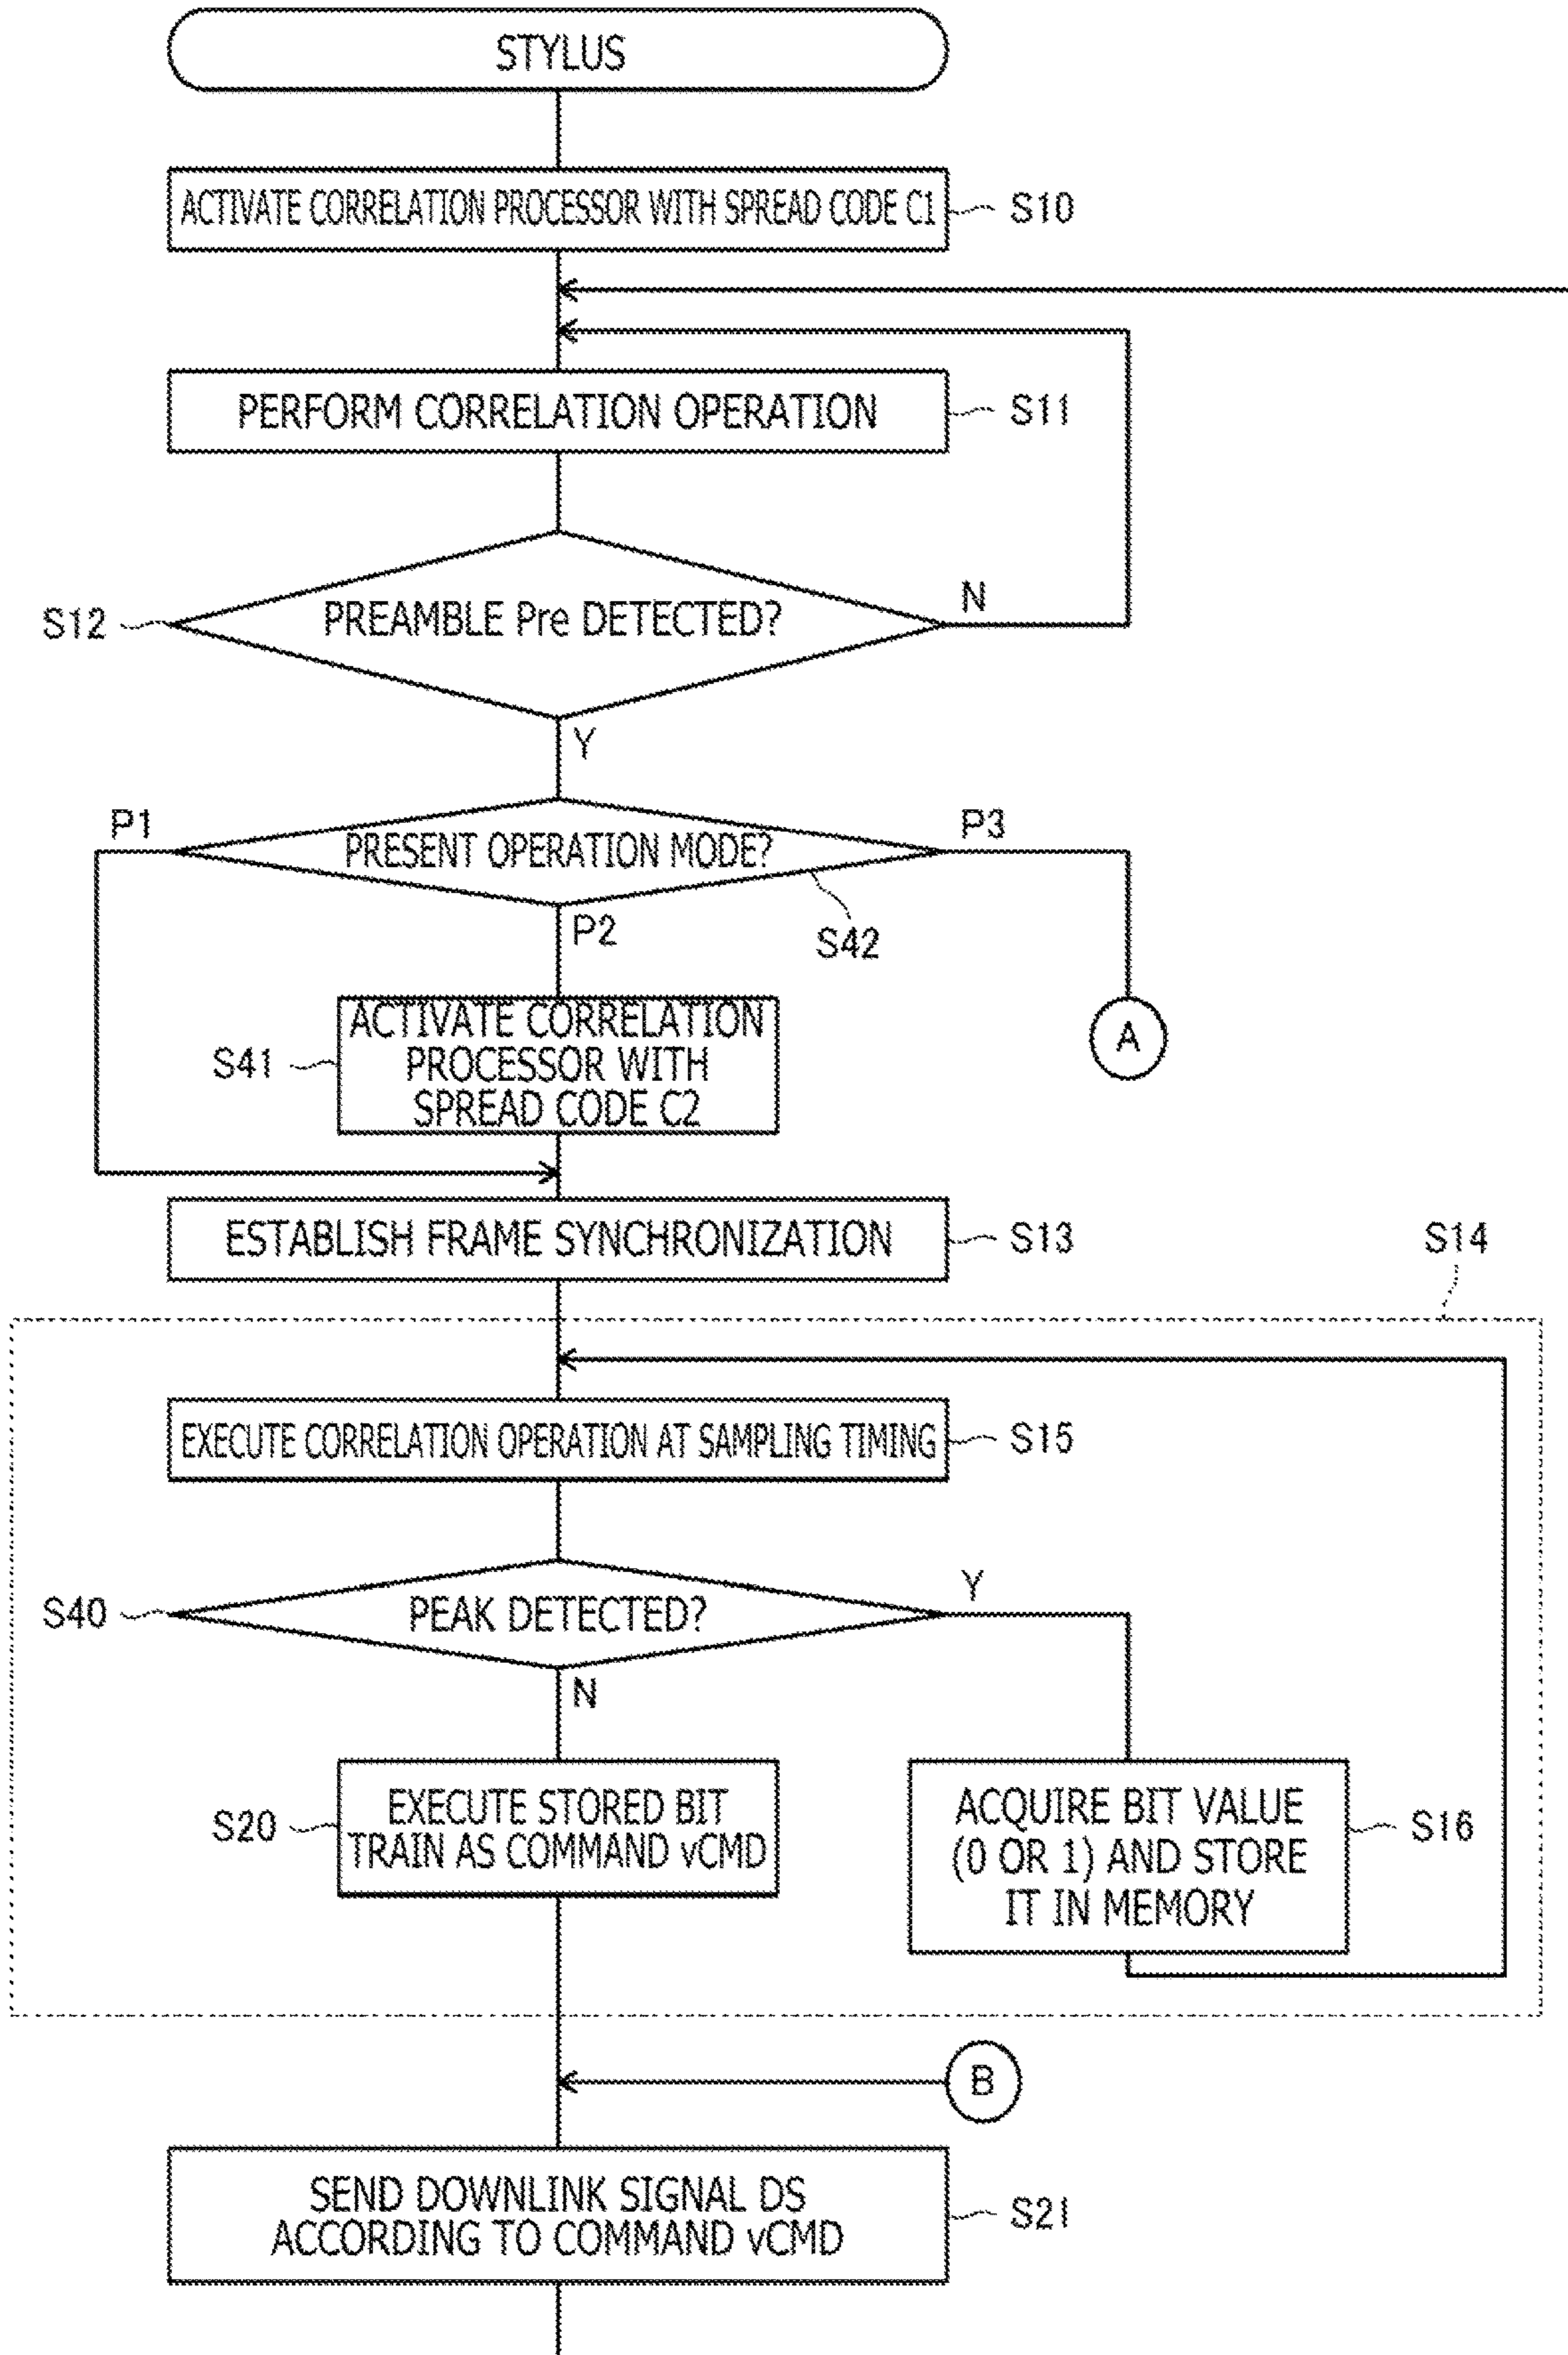 STYLUS
ACTIVATE CORRELATION PROCESSOR WITH SPREAD CODE C1
S10
PERFORM CORRELATION OPERATION
S11
N
PREAMBLE Pre DETECTED?
S12
Y
P1
P3
PRESENT OPERATION MODE?
P2
S42
ACTIVATE CORRELATION
PROCESSOR WITH
SPREAD CODE C2
S41
A
ESTABLISH FRAME SYNCHRONIZATION
S13
S14
EXECUTE CORRELATION OPERATION AT SAMPLING TIMING
S15
Y
PEAK DETECTED?
S40
N
EXECUTE STORED BIT
TRAIN AS COMMAND vCMD
S20
ACQUIRE BIT VALUE
(0 OR 1) AND STORE
IT IN MEMORY
S16
B
SEND DOWNLINK SIGNAL DS
ACCORDING TO COMMAND vCMD
S21